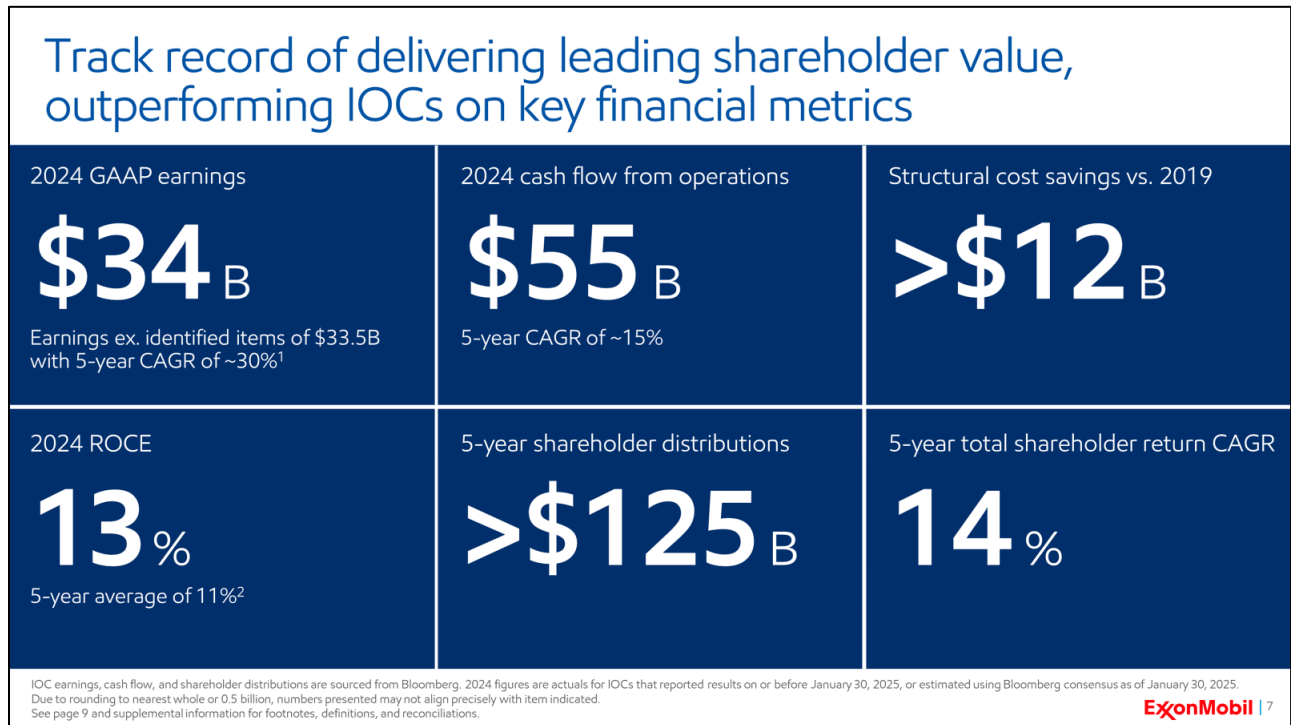 Track record of delivering leading shareholder value,
outperforming IOCs on key financial metrics
2024 GAAP earnings
$34 B
Earnings ex. identified items of $33.5B
with 5-year CAGR of ~30%¹
2024 cash flow from operations
$55 B
5-year CAGR of ~15%
Structural cost savings vs. 2019
>$12 B
2024 ROCE
13 %
5-year average of 11%²
5-year shareholder distributions
>$125 B
5-year total shareholder return CAGR
14 %
IOC earnings, cash flow, and shareholder distributions are sourced from Bloomberg. 2024 figures are actuals for IOCs that reported results on or before January 30, 2025, or estimated using Bloomberg consensus as of January 30, 2025.
Due to rounding to nearest whole or 0.5 billion, numbers presented may not align precisely with item indicated.
See page 9 and supplemental information for footnotes, definitions, and reconciliations.
ExxonMobil | 7